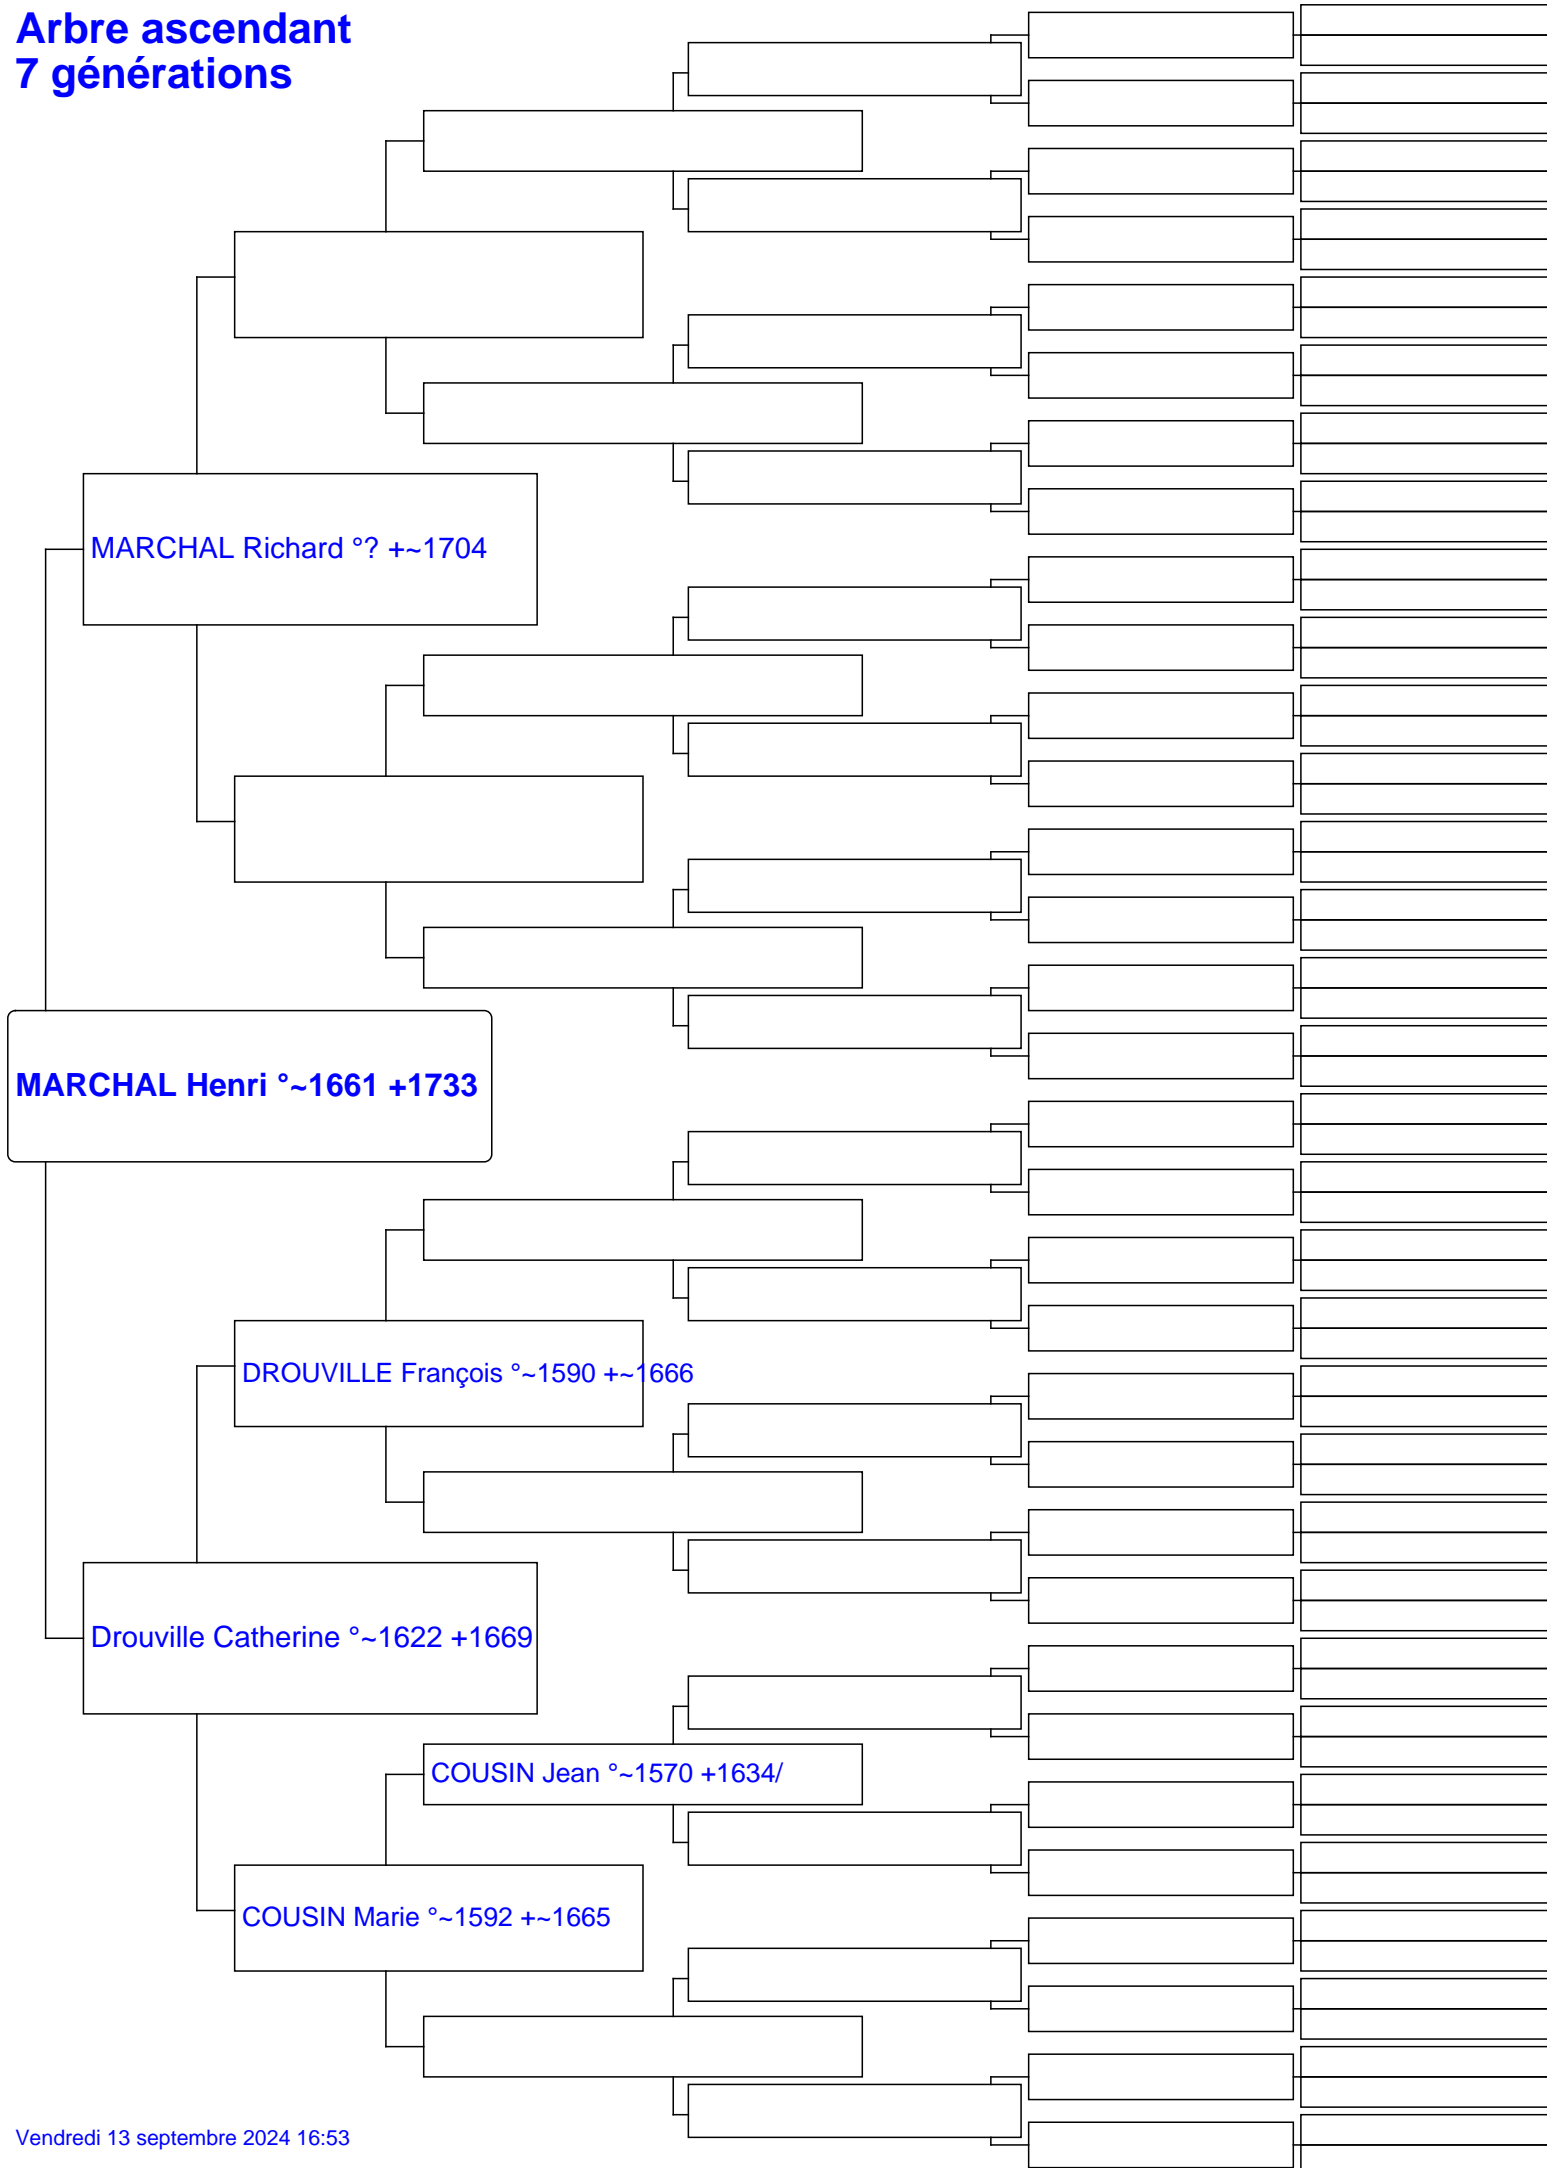 Arbre ascendant
7 générations
MARCHAL Richard °? +~1704
MARCHAL Henri °~1661 +1733
DROUVILLE François °~1590 +~1666
Drouville Catherine °~1622 +1669
COUSIN Jean °~1570 +1634/
COUSIN Marie °~1592 +~1665
Vendredi 13 septembre 2024 16:53